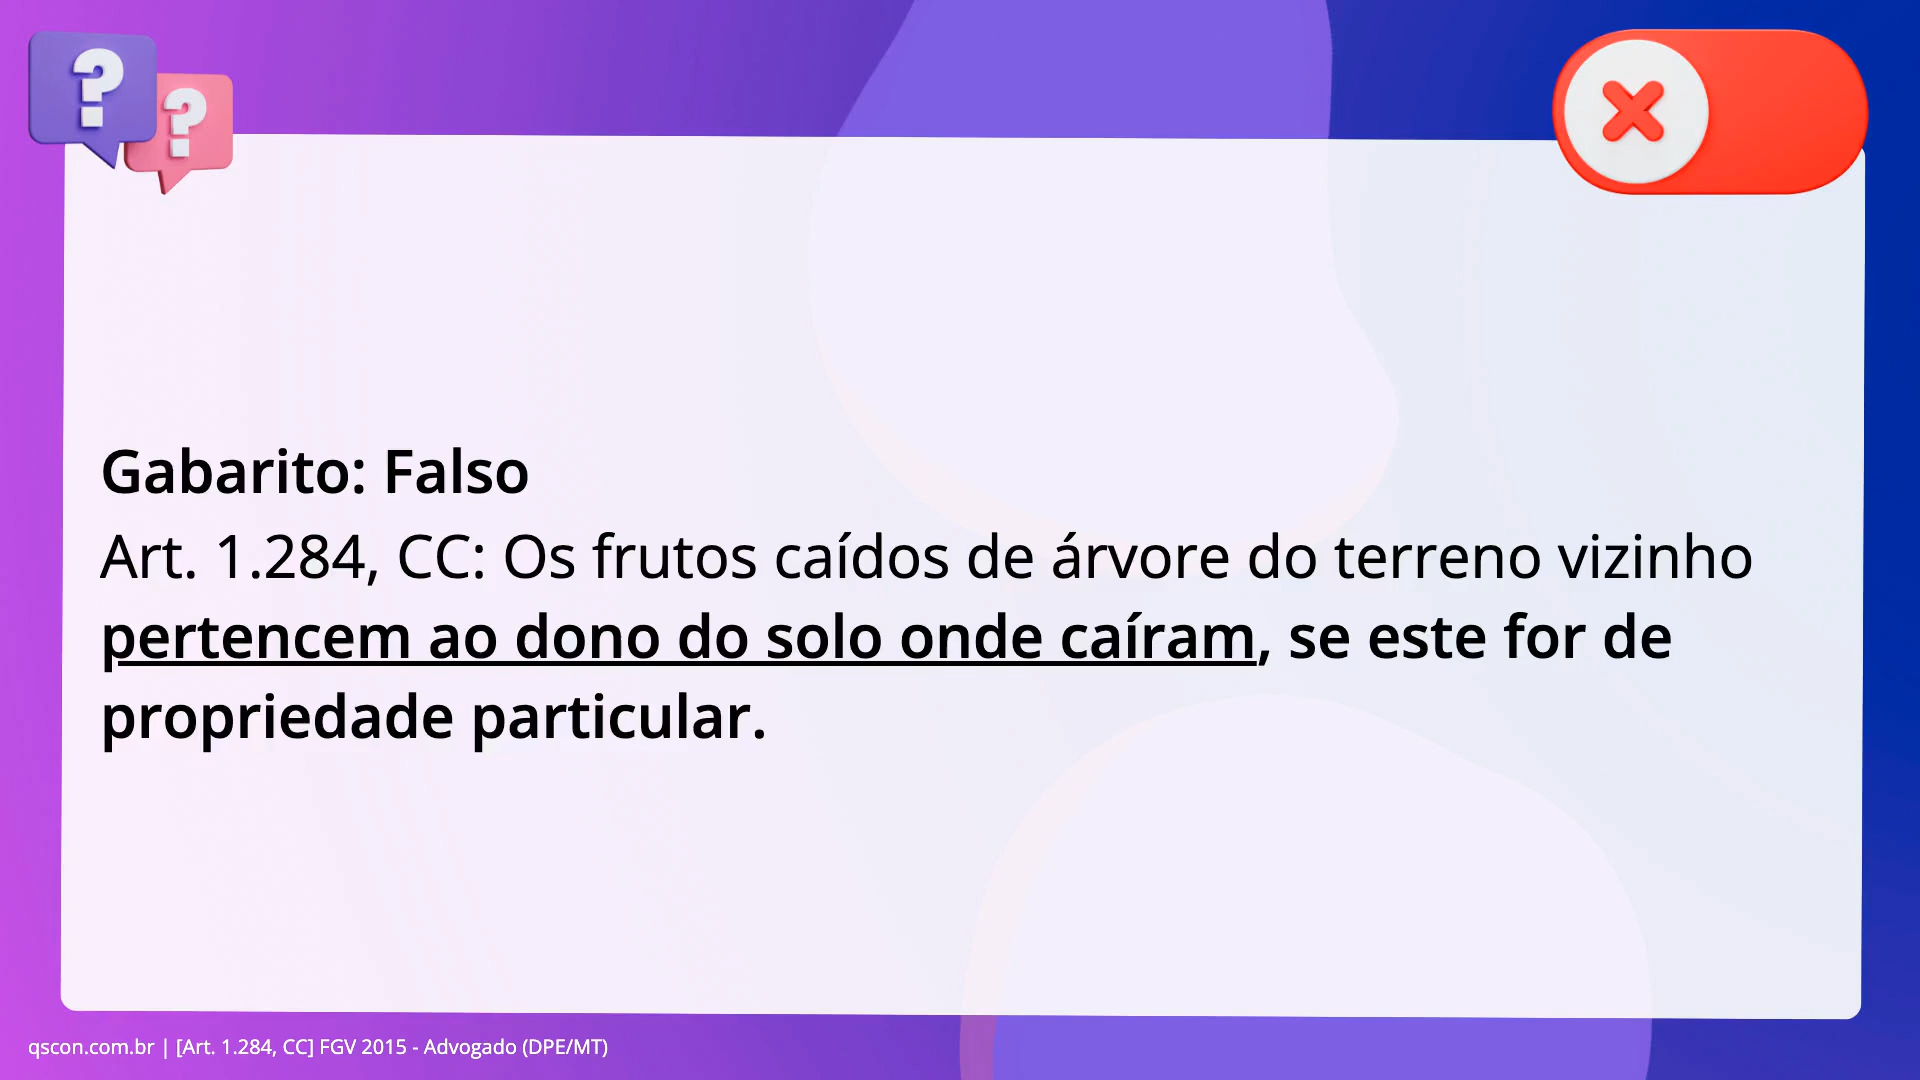 Gabarito: Falso
Art. 1.284, CC: Os frutos caídos de árvore do terreno vizinho
pertencem ao dono do solo onde caíram, se este for de
propriedade particular.
qscon.com.br | [Art. 1.284, CC] FGV 2015 - Advogado (DPE/MT)